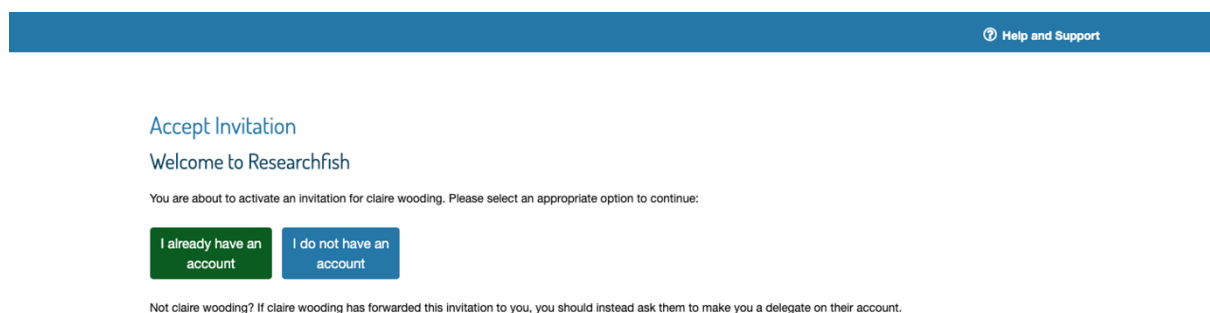 Help and Support
Accept Invitation
Welcome to Researchfish
You are about to activate an invitation for claire wooding. Please select an appropriate option to continue:
I already have an
account
I do not have an
account
Not claire wooding? If claire wooding has forwarded this invitation to you, you should instead ask them to make you a delegate on their account.